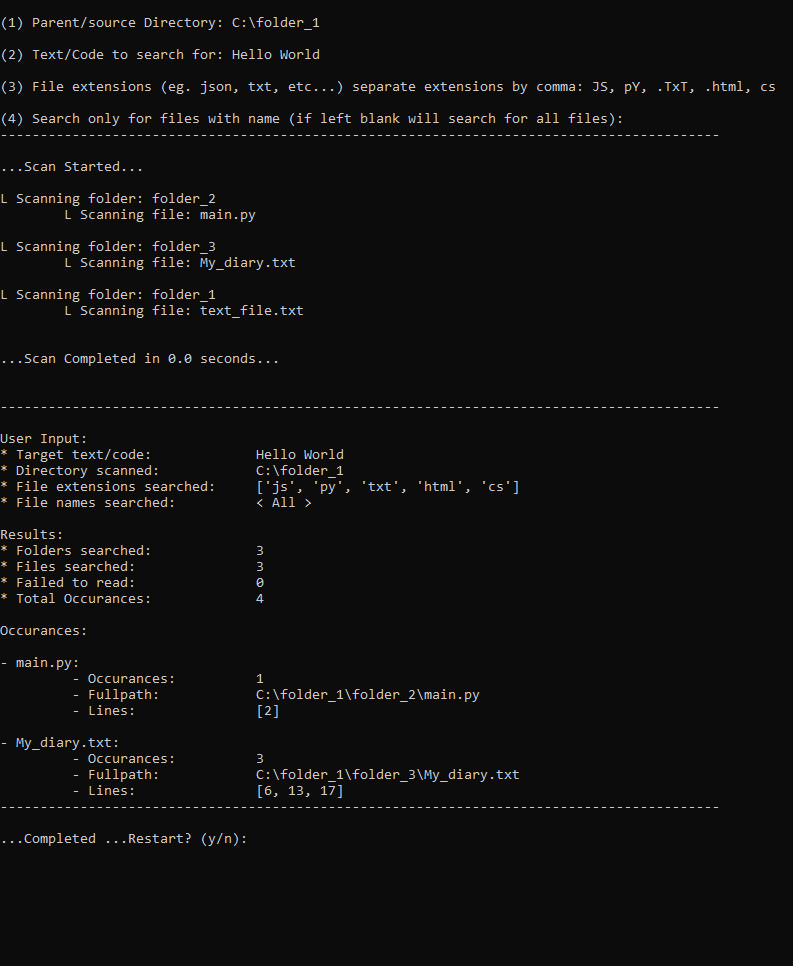 (1) Parent/source Directory: C:\folder_1
(2) Text/Code to search for: Hello World
(3) File extensions (eg. json, txt, etc...) separate extensions by comma: JS, pY, .TxT, .html, cs
(4) Search only for files with name (if left blank will search for all files):
------------------------------------------------------------------------------------------
...Scan Started...
L Scanning folder: folder_2
L Scanning file: main.py
L Scanning folder: folder_3
L Scanning file: My_diary.txt
L Scanning folder: folder_1
L Scanning file: text_file.txt
...Scan Completed in 0.0 seconds...
------------------------------------------------------------------------------------------
User Input:
* Target text/code: Hello World
* Directory scanned: C:\folder_1
* File extensions searched: ['js', 'py', 'txt', 'html', 'cs']
* File names searched: < All >
Results:
* Folders searched: 3
* Files searched: 3
* Failed to read: 0
* Total Occurances: 4
Occurances:
- main.py:
- Occurances: 1
- Fullpath: C:\folder_1\folder_2\main.py
- Lines: [2]
- My_diary.txt:
- Occurances: 3
- Fullpath: C:\folder_1\folder_3\My_diary.txt
- Lines: [6, 13, 17]
------------------------------------------------------------------------------------------
...Completed ...Restart? (y/n):